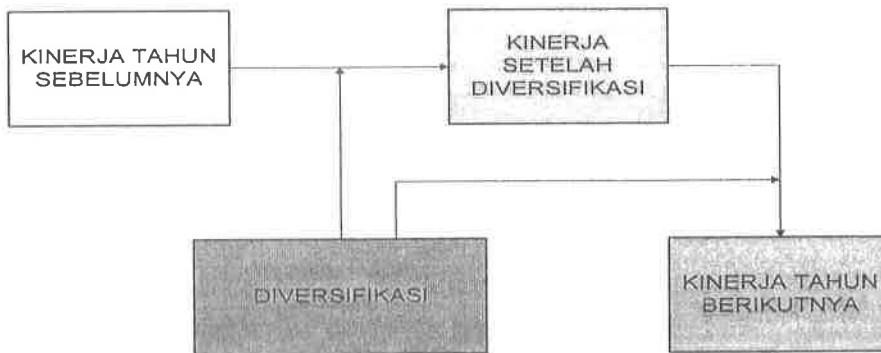 KINERJA TAHUN
SEBELUMNYA
KINERJA
SETELAH
DIVERSIFIKASI
DIVERSIFIKASI
KINERJA TAHUN
BERIKUTNYA